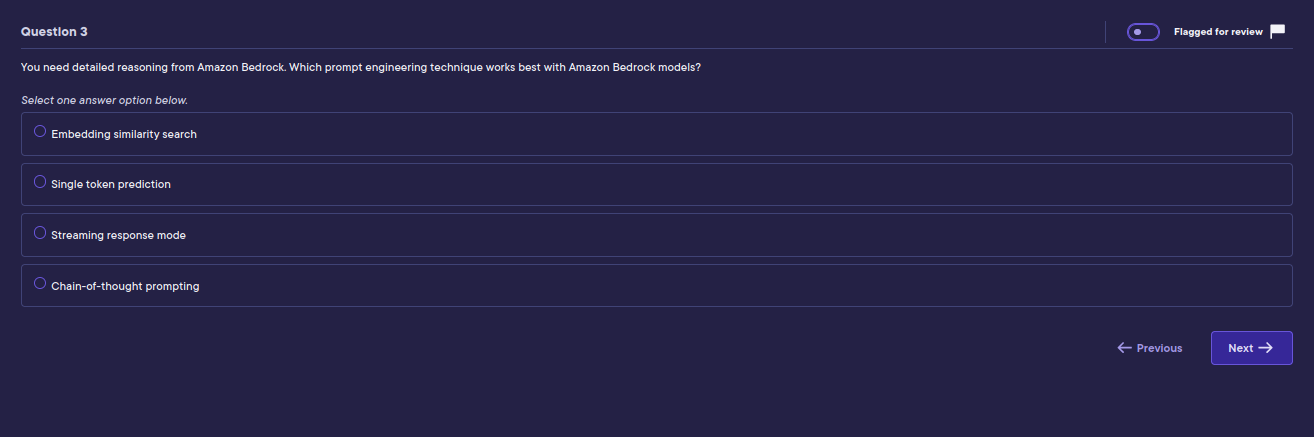 Question 3
Flagged for review
You need detailed reasoning from Amazon Bedrock. Which prompt engineering technique works best with Amazon Bedrock models?
Select one answer option below.
Embedding similarity search
Single token prediction
Streaming response mode
Chain-of-thought prompting
Previous
Next